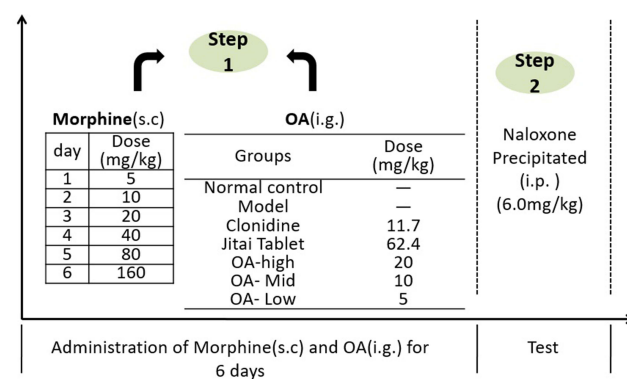 Step
1
Step
2
Morphine(s.c)
day Dose
(mg/kg)
1 5
2 10
3 20
4 40
5 80
6 160
OA(i.g.)
Groups Dose
(mg/kg)
Normal control —
Model —
Clonidine 11.7
Jitai Tablet 62.4
OA-high 20
OA- Mid 10
OA- Low 5
Naloxone
Precipitated
(i.p. )
(6.0mg/kg)
Administration of Morphine(s.c) and OA(i.g.) for
6 days
Test